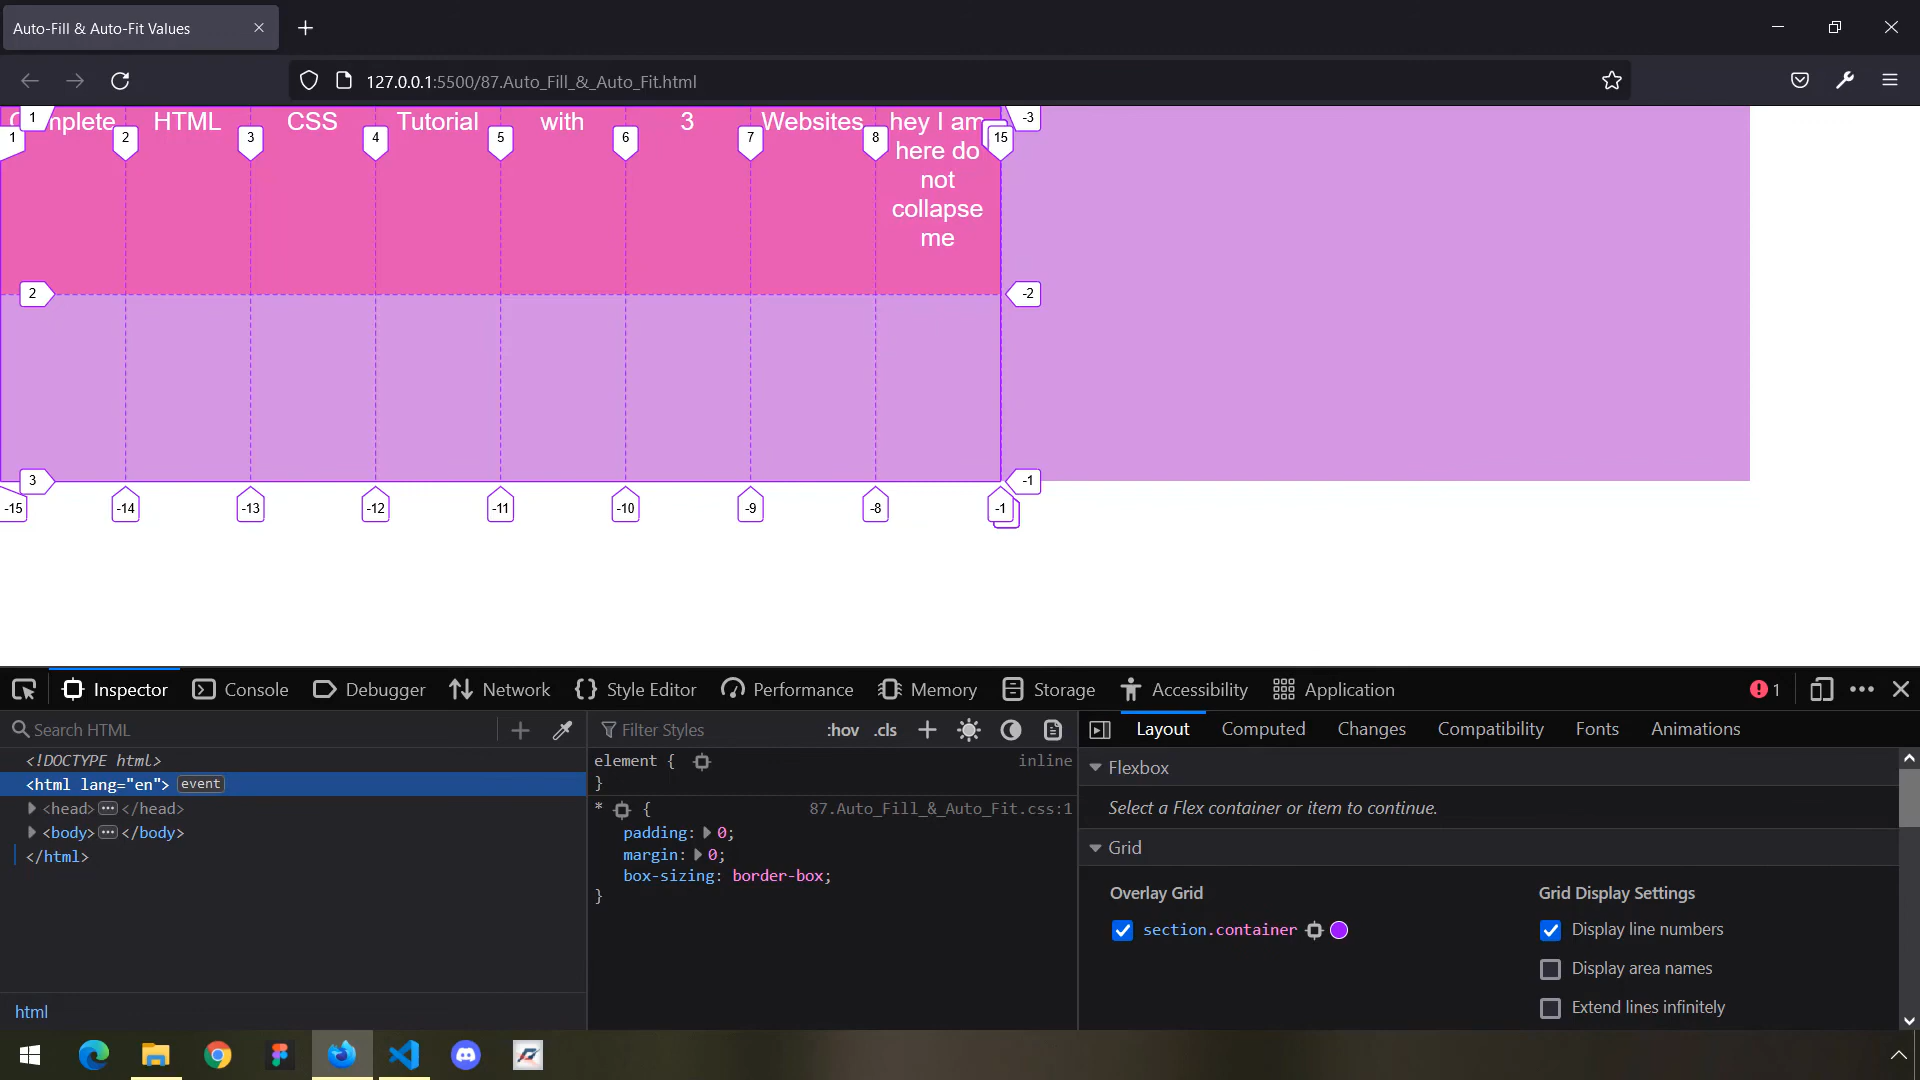 Auto-Fill & Auto-Fit Values
127.0.0.1:5500/87.Auto_Fill_&_Auto_Fit.html
1 -3
mplete HTML CSS Tutorial with 3 Websites hey I am here do not collapse me
1 2 3 4 5 6 7 8 15
2 -2
3 -1
-15 -14 -13 -12 -11 -10 -9 -8 -1
Inspector Console Debugger Network Style Editor Performance Memory Storage Accessibility Application 1
Search HTML
<!DOCTYPE html>
<html lang="en"> event
<head> </head>
<body> </body>
</html>
html
Filter Styles :hov .cls
element { inline
}
* { 87.Auto_Fill_&_Auto_Fit.css:1
padding: 0;
margin: 0;
box-sizing: border-box;
}
Layout Computed Changes Compatibility Fonts Animations
Flexbox
Select a Flex container or item to continue.
Grid
Overlay Grid
section.container
Grid Display Settings
Display line numbers
Display area names
Extend lines infinitely